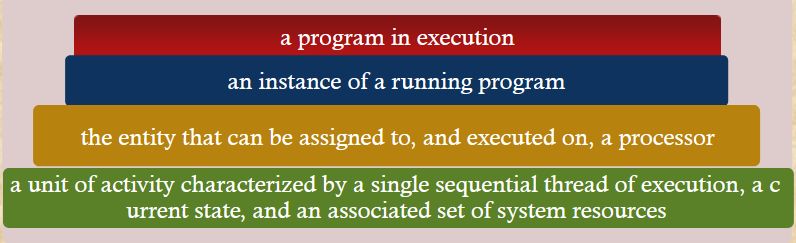 a program in execution
an instance of a running program
the entity that can be assigned to, and executed on, a processor
a unit of activity characterized by a single sequential thread of execution, a c
urrent state, and an associated set of system resources